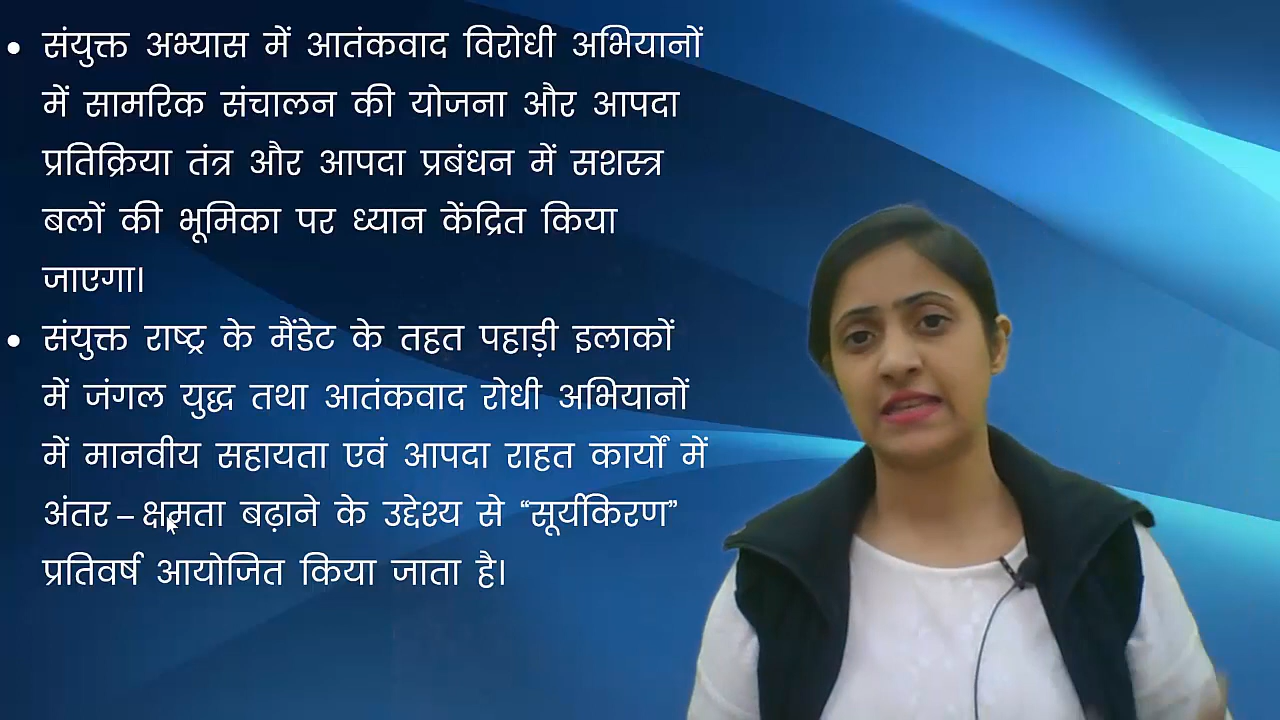 • संयुक्त अभ्यास में आतंकवाद विरोधी अभियानों
में सामरिक संचालन की योजना और आपदा
प्रतिक्रिया तंत्र और आपदा प्रबंधन में सशस्त्र
बलों की भूमिका पर ध्यान केंद्रित किया
जाएगा।
• संयुक्त राष्ट्र के मैंडेट के तहत पहाड़ी इलाकों
में जंगल युद्ध तथा आतंकवाद रोधी अभियानों
में मानवीय सहायता एवं आपदा राहत कार्यों में
अंतर – क्षमता बढ़ाने के उद्देश्य से “सूर्यकिरण”
प्रतिवर्ष आयोजित किया जाता है।